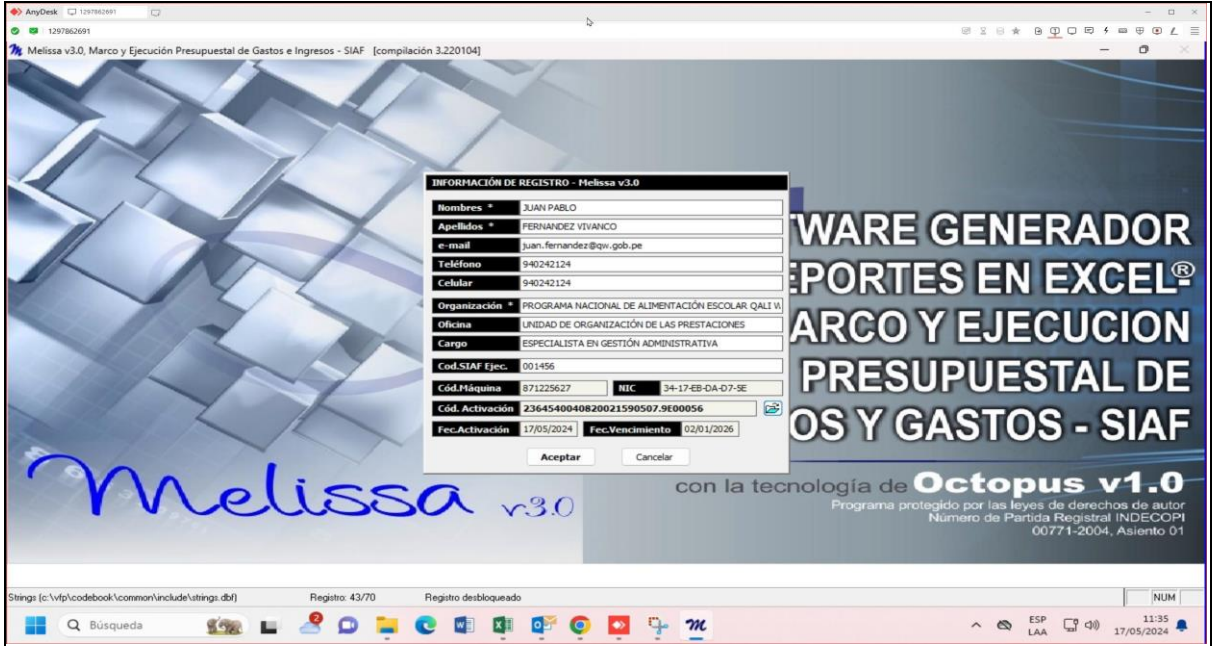 AnyDesk 1297862691
1297862691
Melissa v3.0, Marco y Ejecución Presupuestal de Gastos e Ingresos - SIAF [compilación 3.220104]
INFORMACIÓN DE REGISTRO - Melissa v3.0
Nombres * JUAN PABLO
Apellidos * FERNANDEZ VIVANCO
e-mail juan.fernandez@qw.gob.pe
Teléfono 940242124
Celular 940242124
Organización * PROGRAMA NACIONAL DE ALIMENTACIÓN ESCOLAR QALI W
Oficina UNIDAD DE ORGANIZACIÓN DE LAS PRESTACIONES
Cargo ESPECIALISTA EN GESTIÓN ADMINISTRATIVA
Cod.SIAF Ejec. 001456
Cód.Máquina 871225627 NIC 34-17-EB-DA-D7-5E
Cód. Activación 2364540040820021590507.9E00056
Fec.Activación 17/05/2024 Fec.Vencimiento 02/01/2026
Aceptar Cancelar
TWARE GENERADOR
EPORTES EN EXCEL®
ARCO Y EJECUCION
PRESUPUESTAL DE
OS Y GASTOS - SIAF
Melissa v3.0
con la tecnología de Octopus v1.0
Programa protegido por las leyes de derechos de autor
Número de Partida Registral INDECOPI
00771-2004, Asiento 01
Strings (c:\vfp\codebook\common\include\strings.dbf) Registro: 43/70 Registro desbloqueado NUM
Búsqueda 2 ESP LAA 11:35 17/05/2024